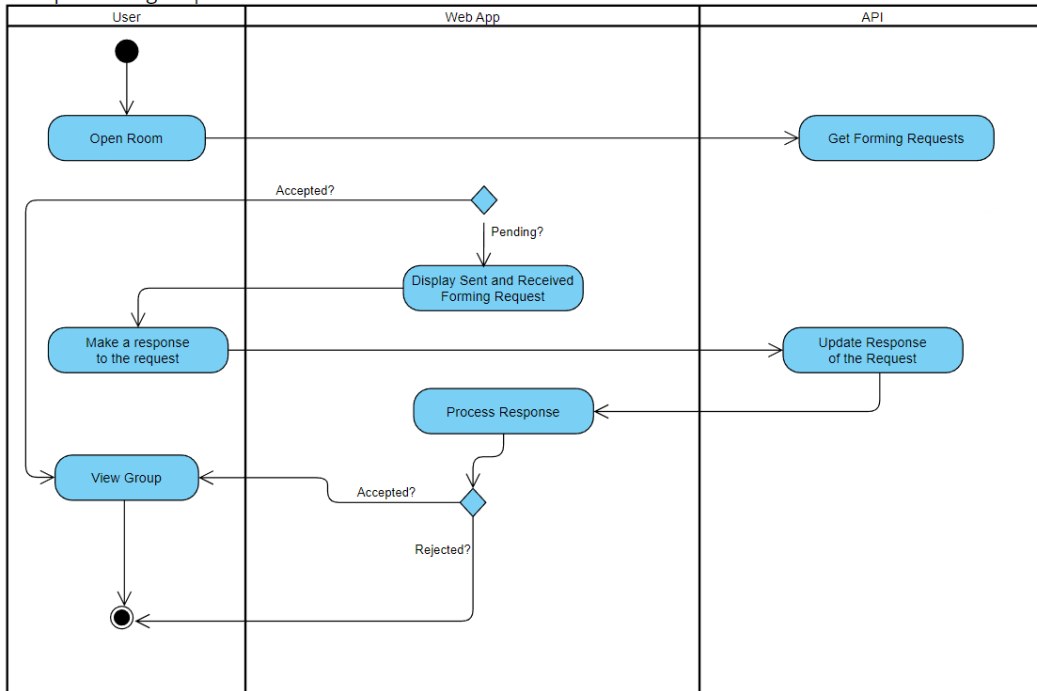 User
Web App
API
Open Room
Get Forming Requests
Accepted?
Pending?
Display Sent and Received
Forming Request
Make a response
to the request
Update Response
of the Request
Process Response
View Group
Accepted?
Rejected?